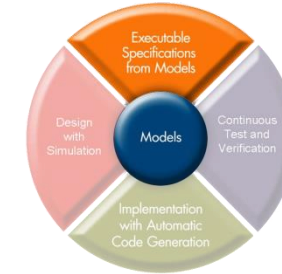 Executable
Specifications
from Models
Design
with
Simulation
Models
Continuous
Test and
Verification
Implementation
with Automatic
Code Generation